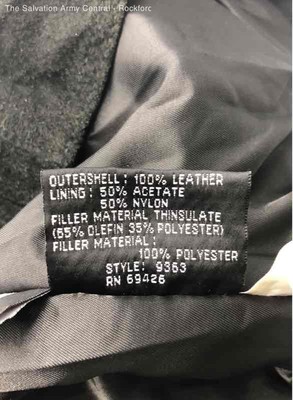 The Salvation Army Central - Rockford
OUTERSHELL: 100% LEATHER
LINING: 50% ACETATE
50% NYLON
FILLER MATERIAL THINSULATE
(65% OLEFIN 35% POLYESTER)
FILLER MATERIAL:
100% POLYESTER
STYLE: 9363
RN 69426